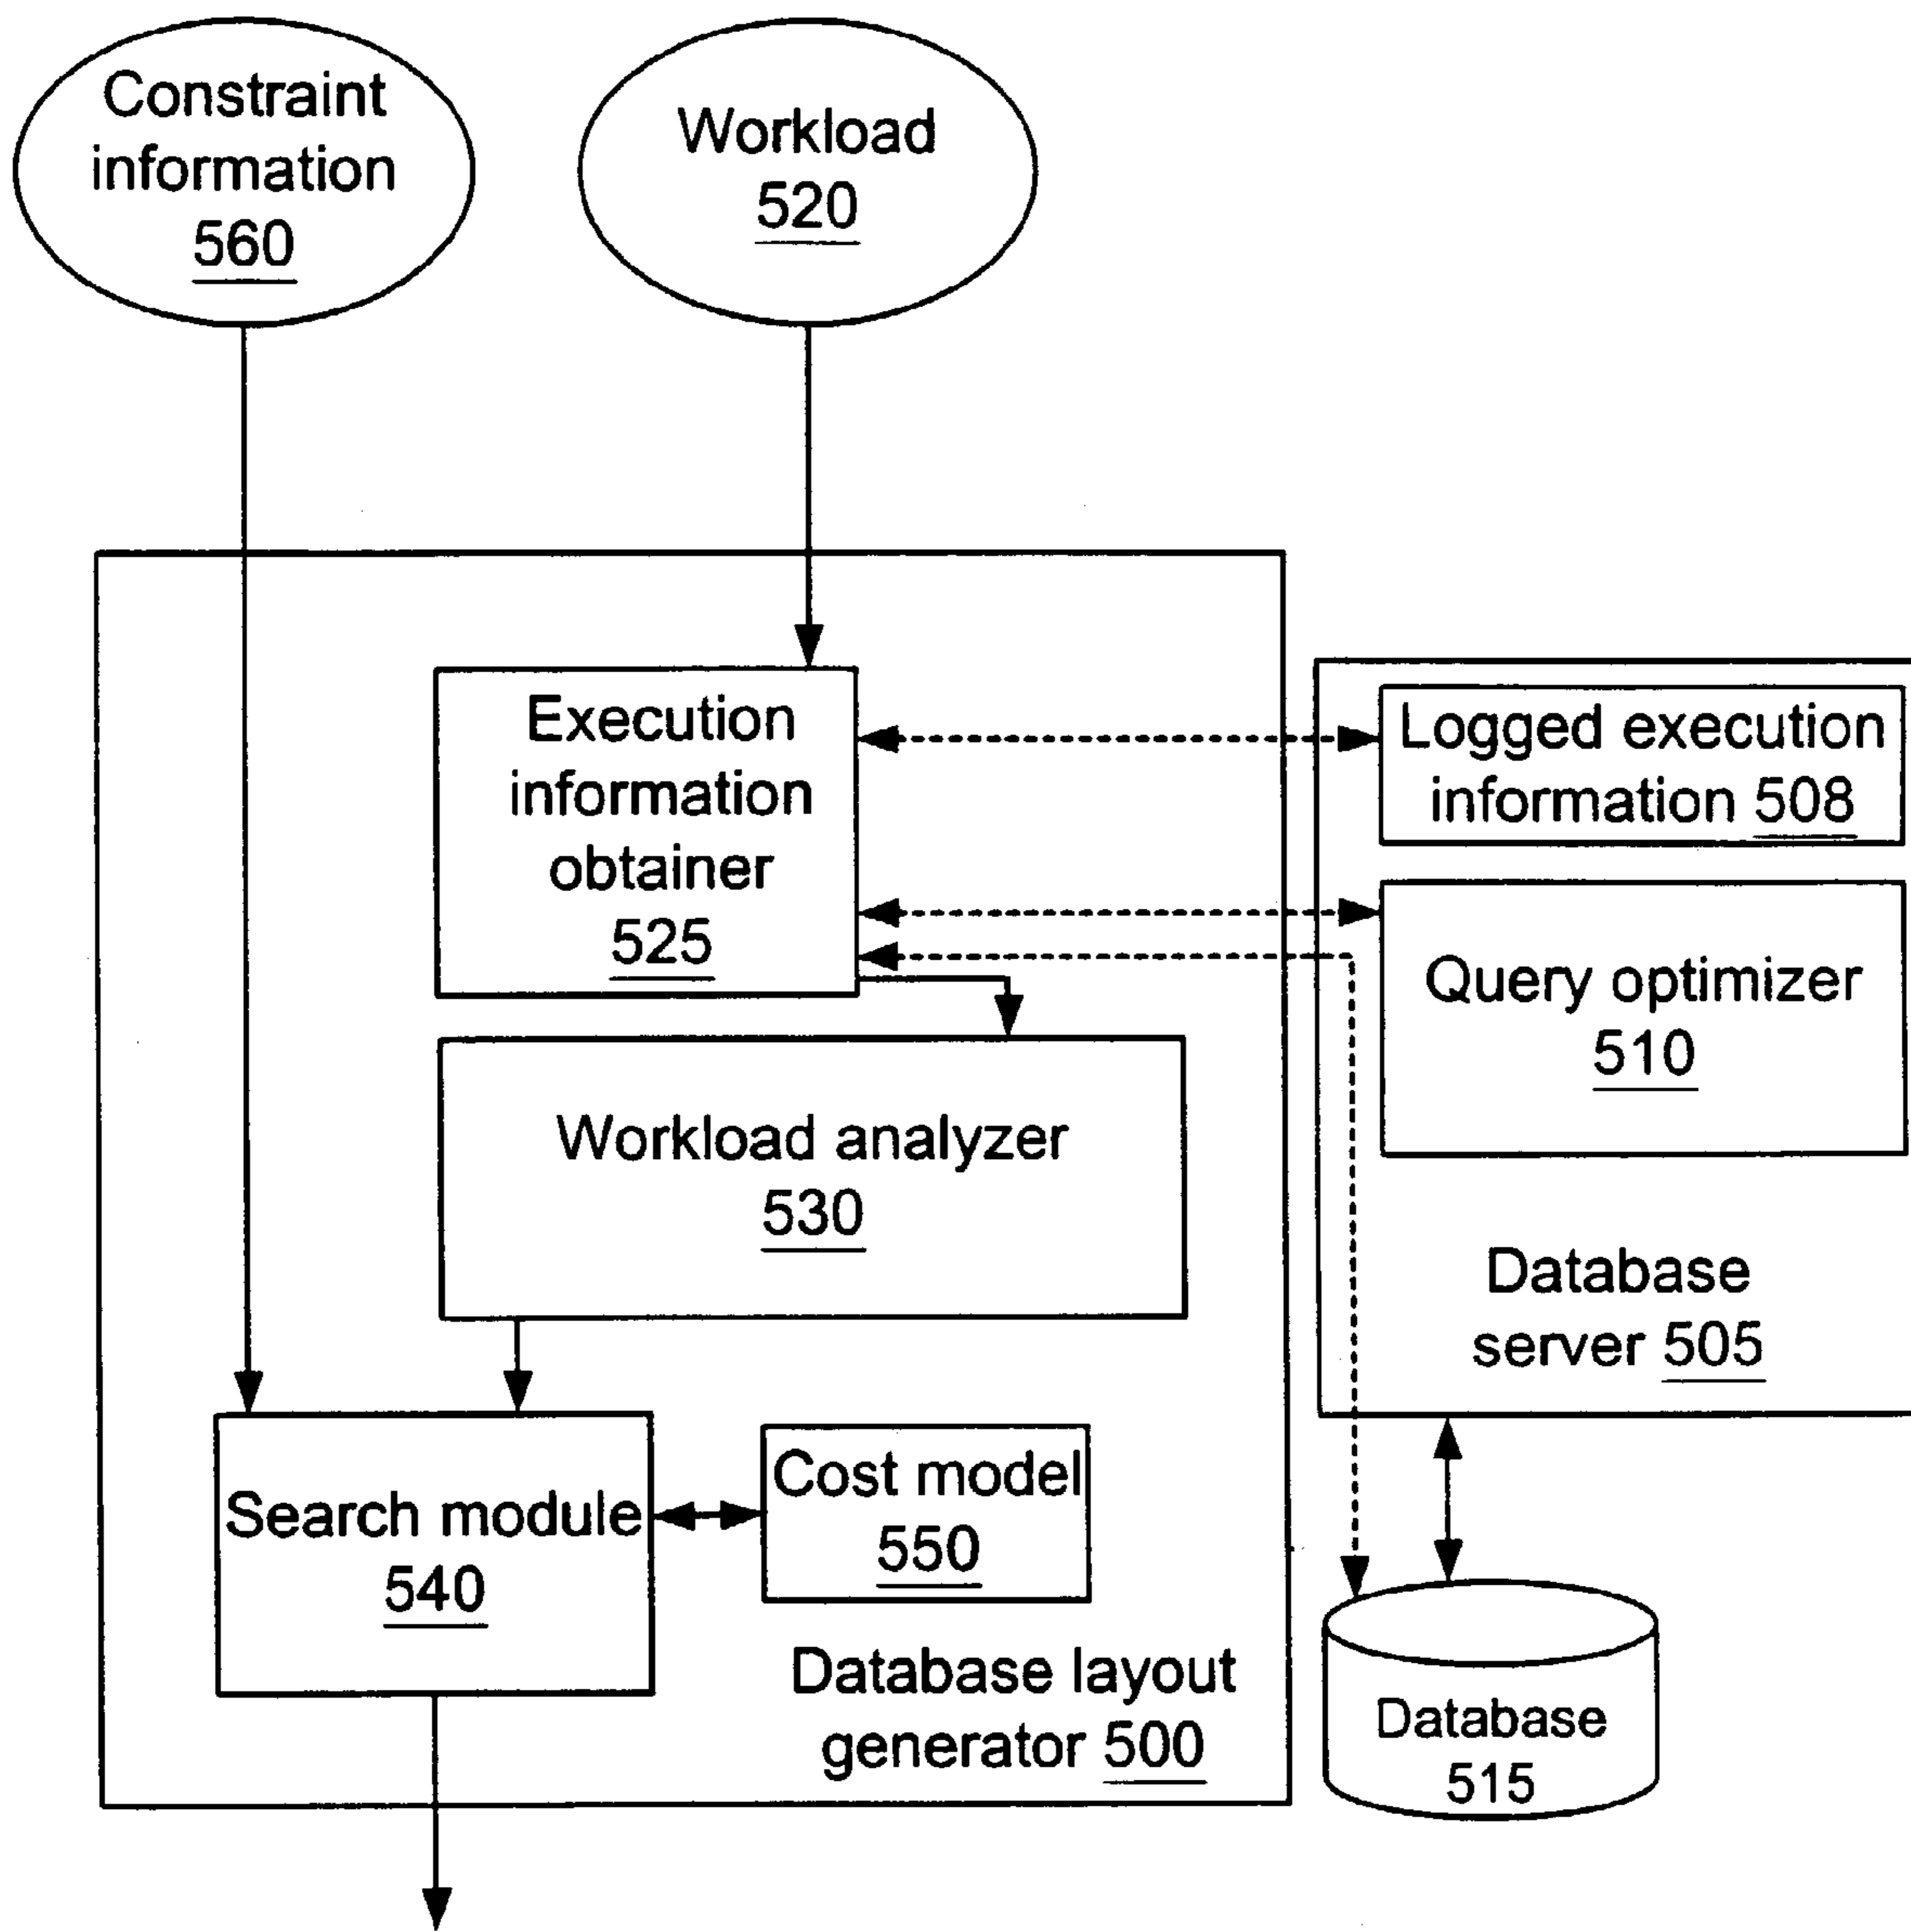 Constraint
information
560
Workload
520
Execution
information
obtainer
525
Logged execution
information 508
Query optimizer
510
Workload analyzer
530
Database
server 505
Search module
540
Cost model
550
Database layout
generator 500
Database
515